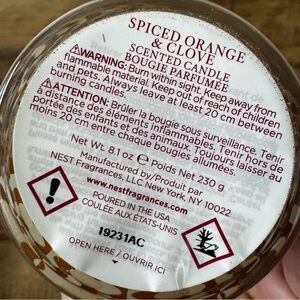 SPICED ORANGE
& CLOVE
SCENTED CANDLE
BOUGIE PARFUMÉE
⚠WARNING: Burn within sight. Keep away from
flammable material. Keep out of reach of children
and pets. Always leave at least 20 cm between
burning candles.
⚠ATTENTION: Brûler la bougie sous surveillance. Tenir
à distance des éléments inflammables. Tenir hors de
portée des enfants et des animaux. Toujours laisser au
moins 20 cm entre chaque bougies allumées.
Net Wt. 8.1 oz ℮ Poids Net 230 g
Manufactured by/Produit par:
NEST Fragrances, LLC New York, NY 10022
www.nestfragrances.com
POURED IN THE USA
COULÉE AUX ÉTATS-UNIS
19231AC
OPEN HERE / OUVRIR ICI